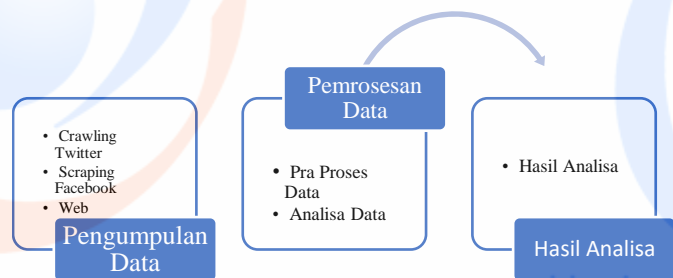 • Crawling
Twitter
• Scraping
Facebook
• Web
Pengumpulan
Data
Pemrosesan
Data
• Pra Proses
Data
• Analisa Data
• Hasil Analisa
Hasil Analisa